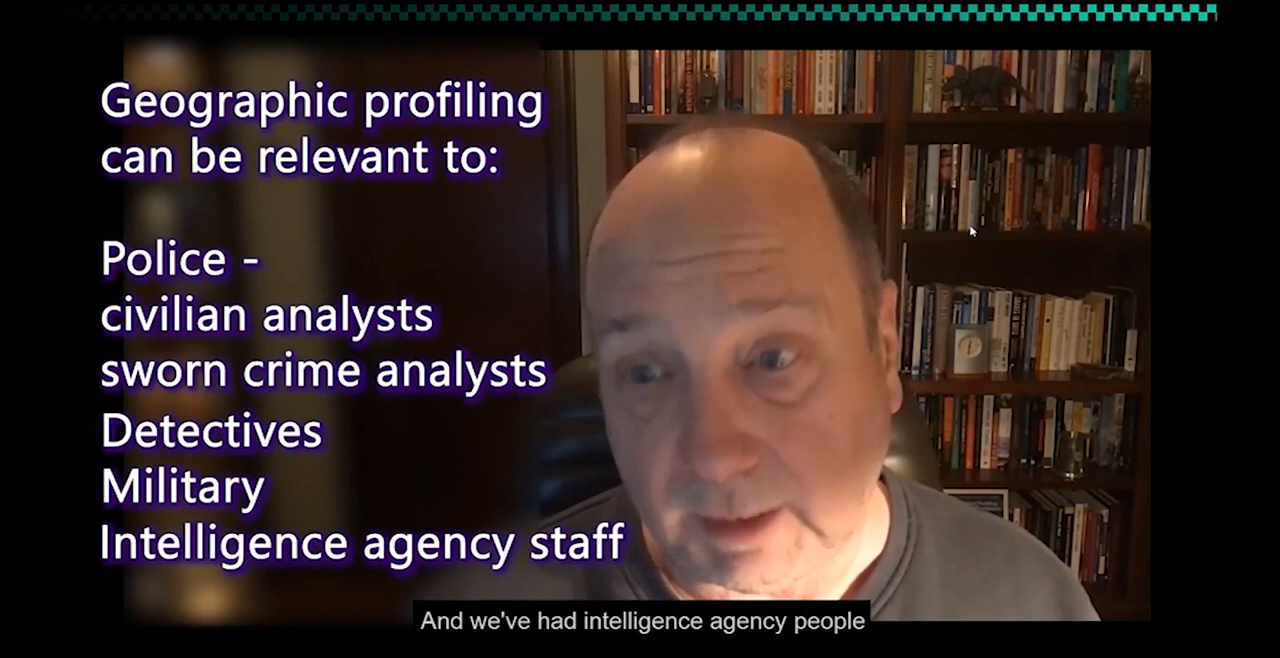 Geographic profiling
can be relevant to:
Police -
civilian analysts
sworn crime analysts
Detectives
Military
Intelligence agency staff
And we've had intelligence agency people